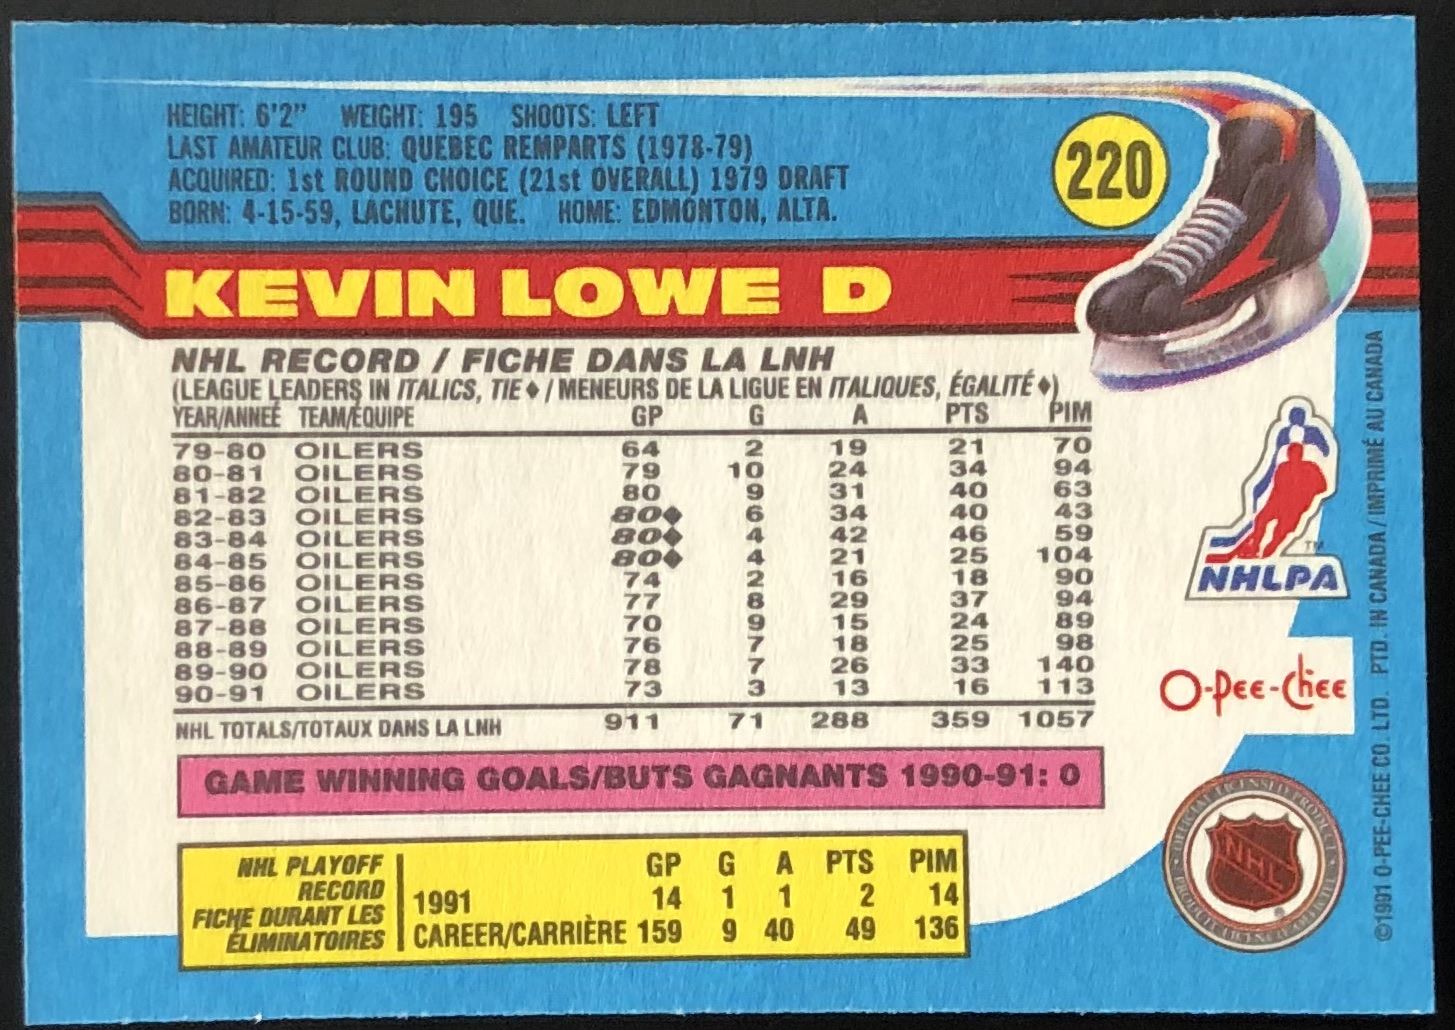 HEIGHT: 6'2" WEIGHT: 195 SHOOTS: LEFT
LAST AMATEUR CLUB: QUEBEC REMPARTS (1978-79)
ACQUIRED: 1st ROUND CHOICE (21st OVERALL) 1979 DRAFT
BORN: 4-15-59, LACHUTE, QUE. HOME: EDMONTON, ALTA.
220
KEVIN LOWE D
NHL RECORD / FICHE DANS LA LNH
(LEAGUE LEADERS IN ITALICS, TIE ♦ / MENEURS DE LA LIGUE EN ITALIQUES, ÉGALITÉ ♦)
YEAR/ANNEÉ TEAM/ÉQUIPE GP G A PTS PIM
79-80 OILERS 64 2 19 21 70
80-81 OILERS 79 10 24 34 94
81-82 OILERS 80 9 31 40 63
82-83 OILERS 80♦ 6 34 40 43
83-84 OILERS 80♦ 4 42 46 59
84-85 OILERS 80♦ 4 21 25 104
85-86 OILERS 74 2 16 18 90
86-87 OILERS 77 8 29 37 94
87-88 OILERS 70 9 15 24 89
88-89 OILERS 76 7 18 25 98
89-90 OILERS 78 7 26 33 140
90-91 OILERS 73 3 13 16 113
NHL TOTALS/TOTAUX DANS LA LNH 911 71 288 359 1057
GAME WINNING GOALS/BUTS GAGNANTS 1990-91: 0
NHL PLAYOFF
RECORD
FICHE DURANT LES
ÉLIMINATOIRES
GP G A PTS PIM
1991 14 1 1 2 14
CAREER/CARRIÈRE 159 9 40 49 136
TM
NHLPA
O-Pee-Chee
OFFICIAL LICENSED PRODUCT
NHL
®
©1991 O-PEE-CHEE CO. LTD. PTD. IN CANADA / IMPRIMÉ AU CANADA